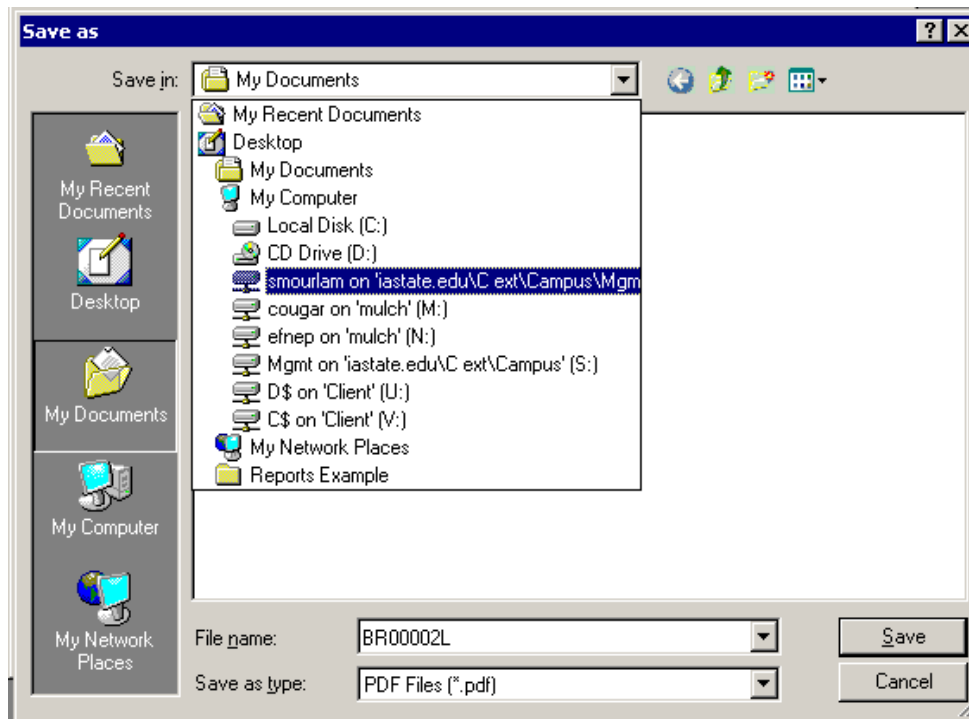 Save as
Save in:
My Documents
My Recent Documents
Desktop
My Documents
My Computer
Local Disk (C:)
CD Drive (D:)
smourlam on 'iastate.edu\C ext\Campus\Mgm
cougar on 'mulch' (M:)
efnep on 'mulch' (N:)
Mgmt on 'iastate.edu\C ext\Campus' (S:)
D$ on 'Client' (U:)
C$ on 'Client' (V:)
My Network Places
Reports Example
My Recent
Documents
Desktop
My Documents
My Computer
My Network
Places
File name:
BR00002L
Save
Save as type:
PDF Files (*.pdf)
Cancel